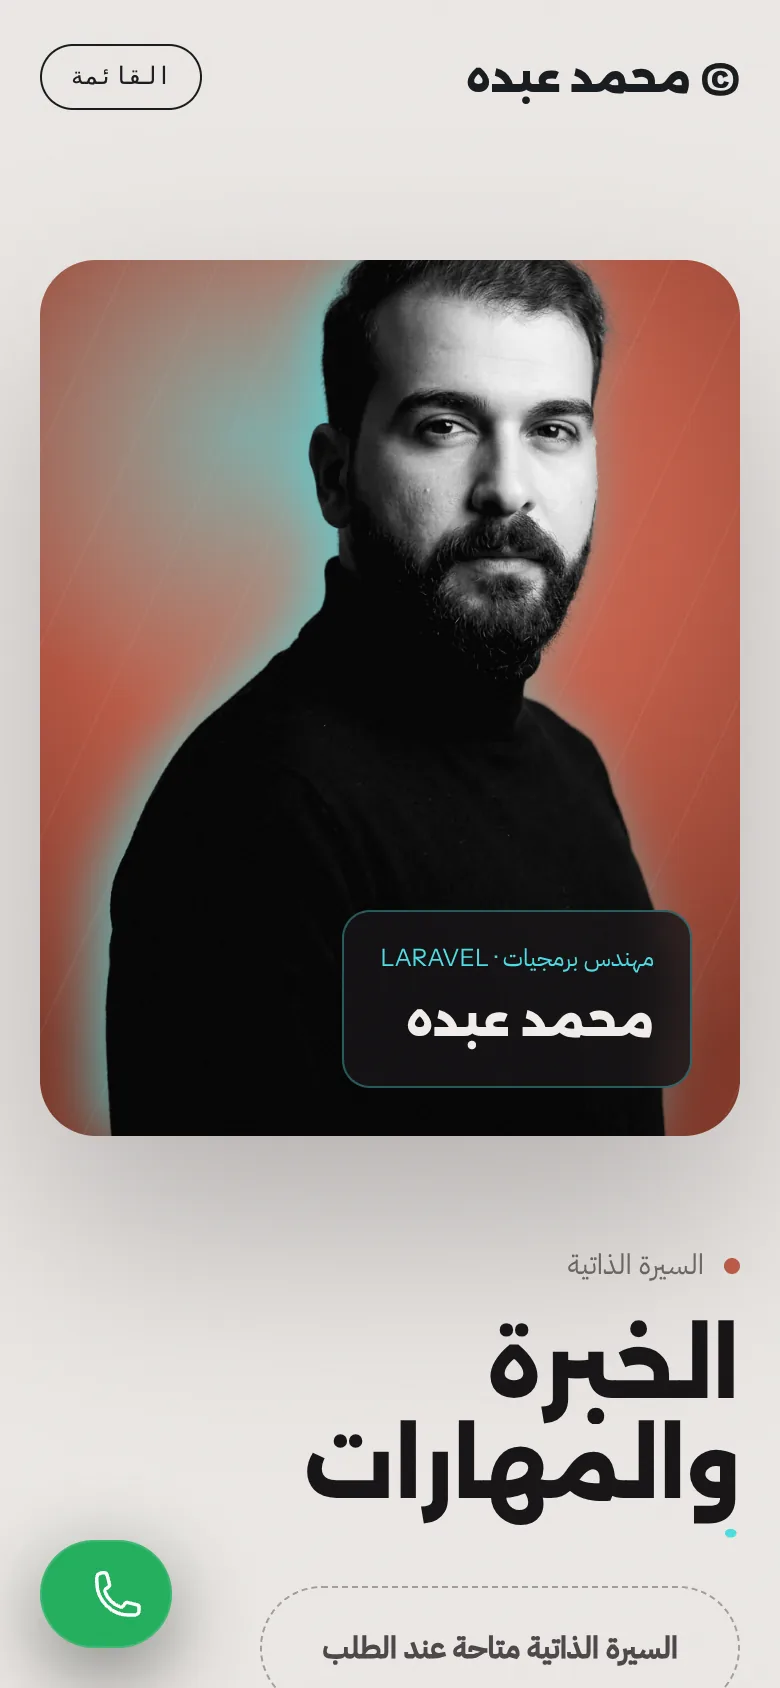 © محمد عبده
القائمة
مهندس برمجيات · LARAVEL
محمد عبده
السيرة الذاتية
الخبرة
والمهارات
السيرة الذاتية متاحة عند الطلب